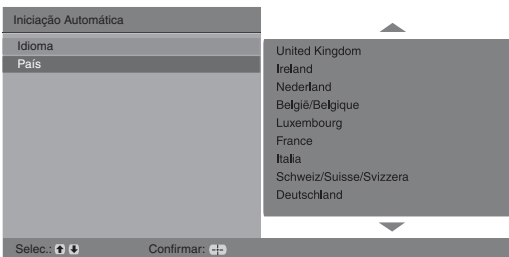 Iniciação Automática
Idioma
País
United Kingdom
Ireland
Nederland
België/Belgique
Luxembourg
France
Italia
Schweiz/Suisse/Svizzera
Deutschland
Selec.: Confirmar: